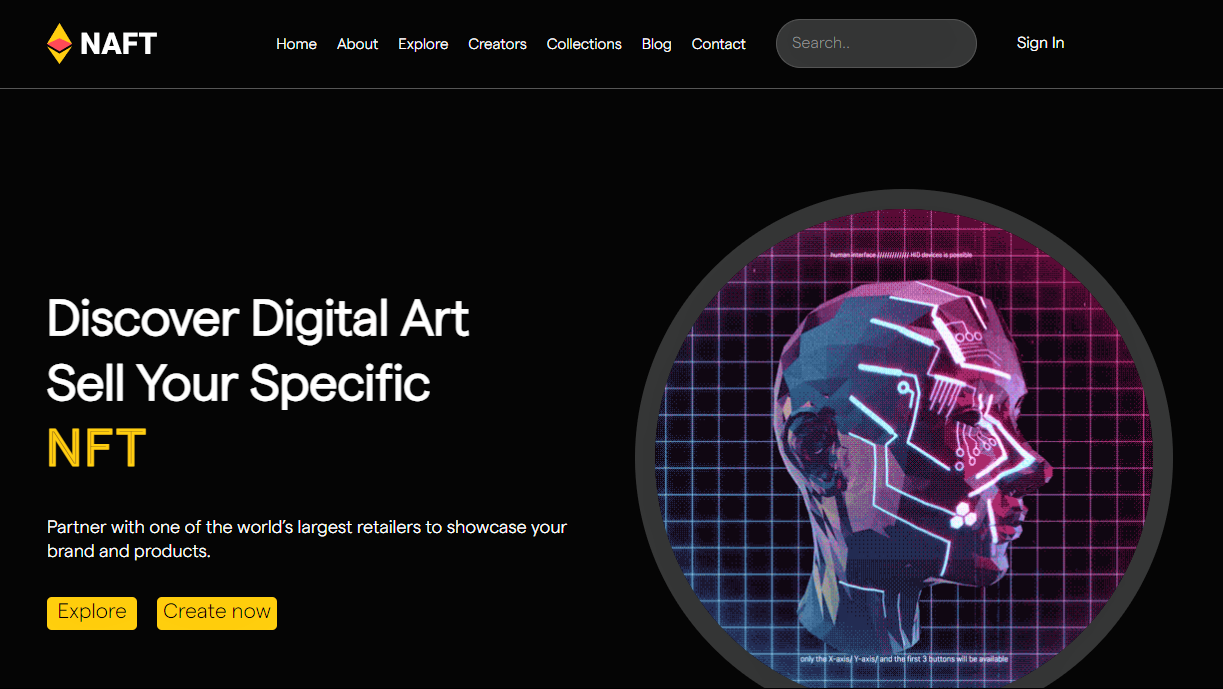 NAFT
Home About Explore Creators Collections Blog Contact
Search..
Sign In
human interface ///////////// HID devices is possible
Discover Digital Art
Sell Your Specific
NFT
Partner with one of the world’s largest retailers to showcase your
brand and products.
Explore
Create now
only the X-axis/ Y-axis/ and the first 3 buttons will be available